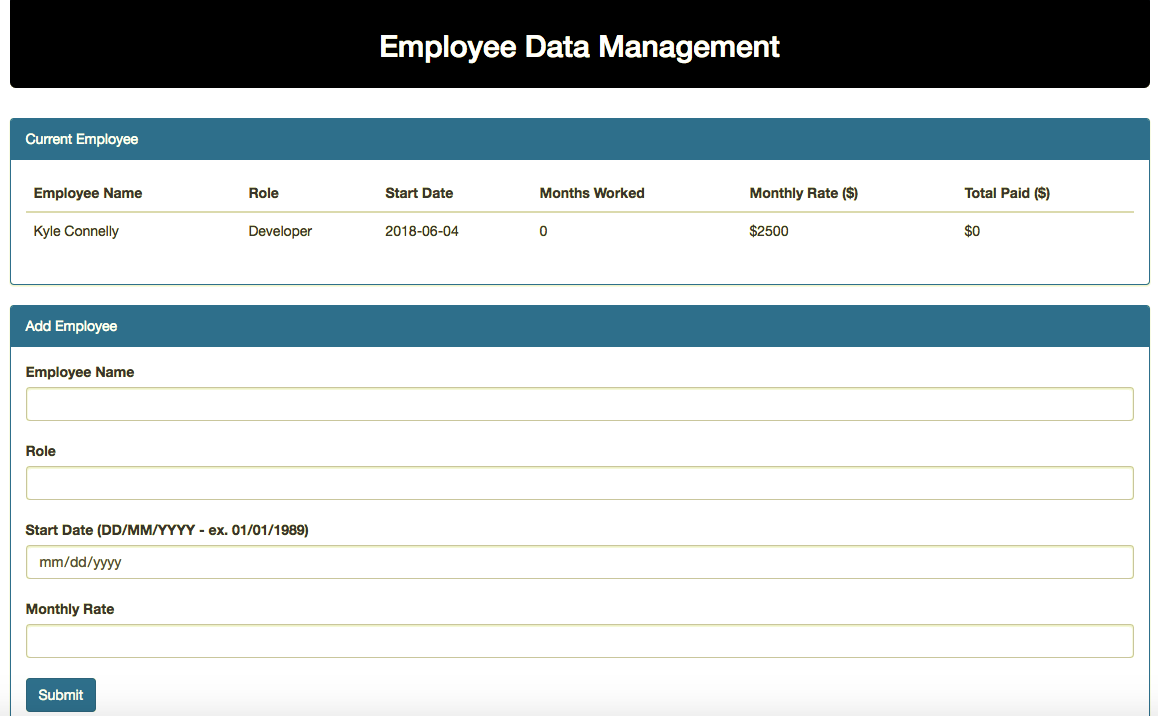 Employee Data Management
Current Employee
Employee Name Role Start Date Months Worked Monthly Rate ($) Total Paid ($)
Kyle Connelly Developer 2018-06-04 0 $2500 $0
Add Employee
Employee Name
Role
Start Date (DD/MM/YYYY - ex. 01/01/1989)
mm/dd/yyyy
Monthly Rate
Submit